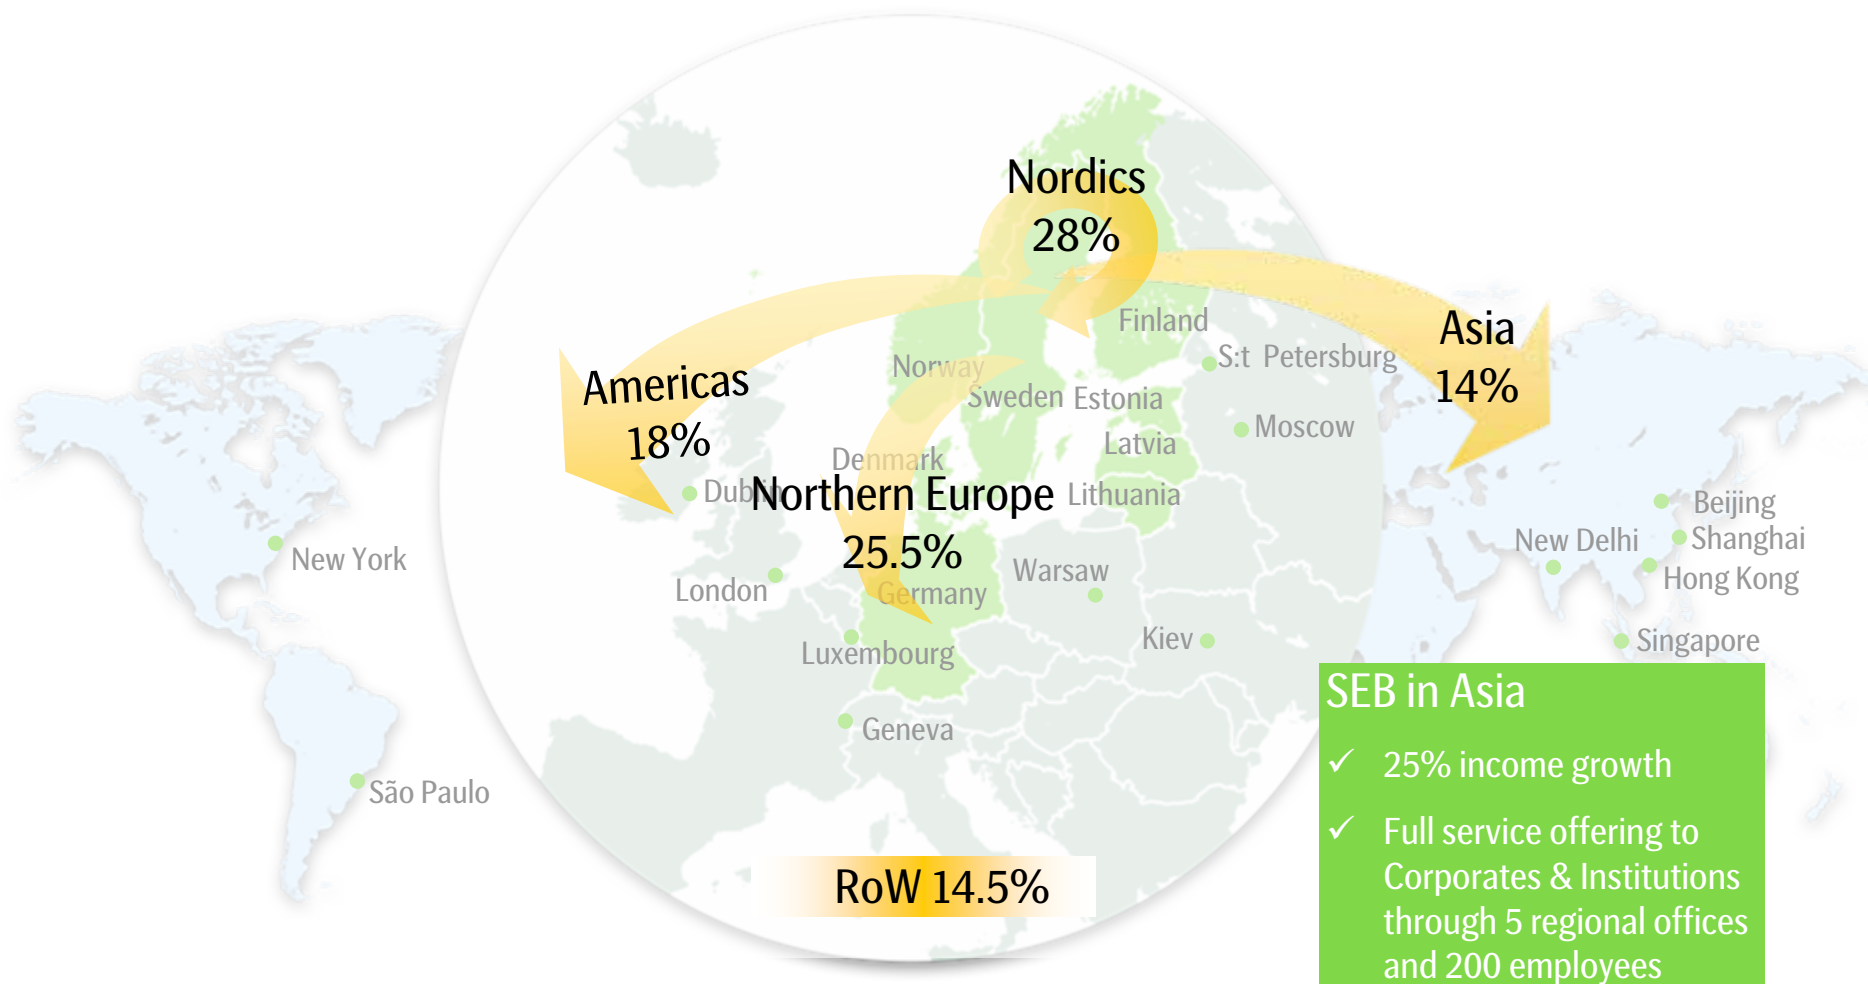 Nordics
28%
Finland
S:t Petersburg
Asia
14%
Norway
Americas
18%
Sweden
Estonia
Moscow
Latvia
Denmark
Dublin
Northern Europe
25.5%
Lithuania
Beijing
Shanghai
New Delhi
Hong Kong
New York
London
Warsaw
Germany
Kiev
Singapore
Luxembourg
Geneva
São Paulo
RoW 14.5%
SEB in Asia
✓ 25% income growth
✓ Full service offering to
Corporates & Institutions
through 5 regional offices
and 200 employees